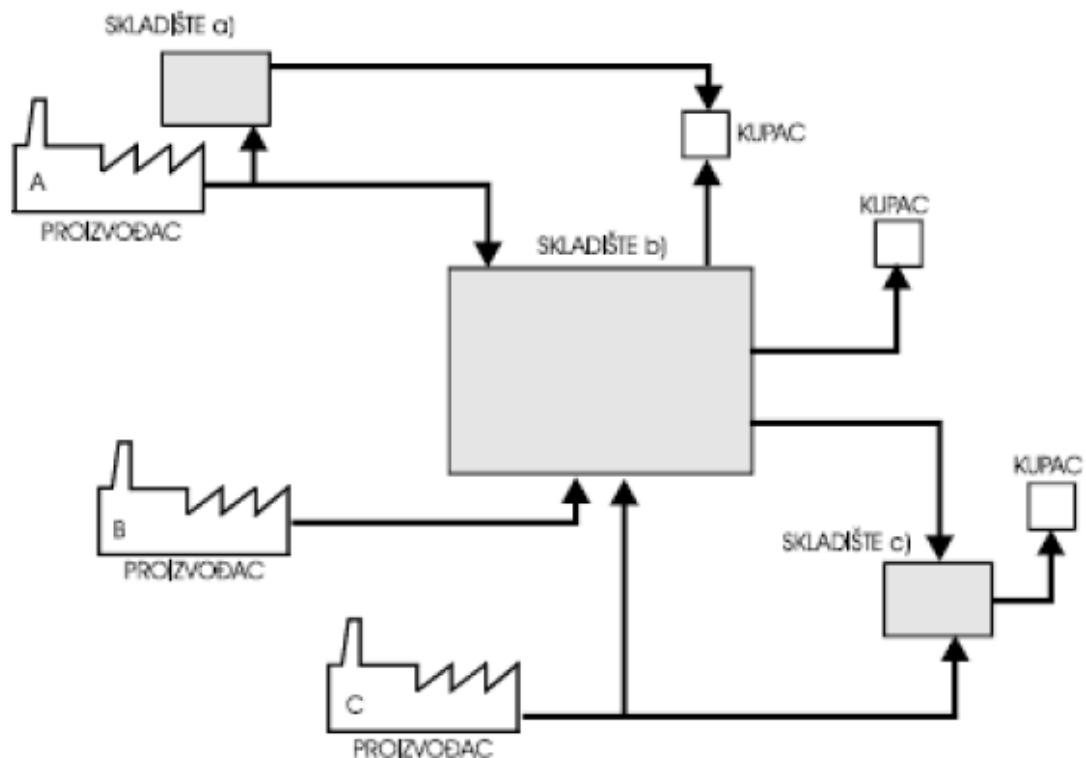 SKLADIŠTE a)
KUPAC
A
PROIZVOĐAC
KUPAC
SKLADIŠTE b)
KUPAC
B
SKLADIŠTE c)
PROIZVOĐAC
C
PROIZVOĐAC